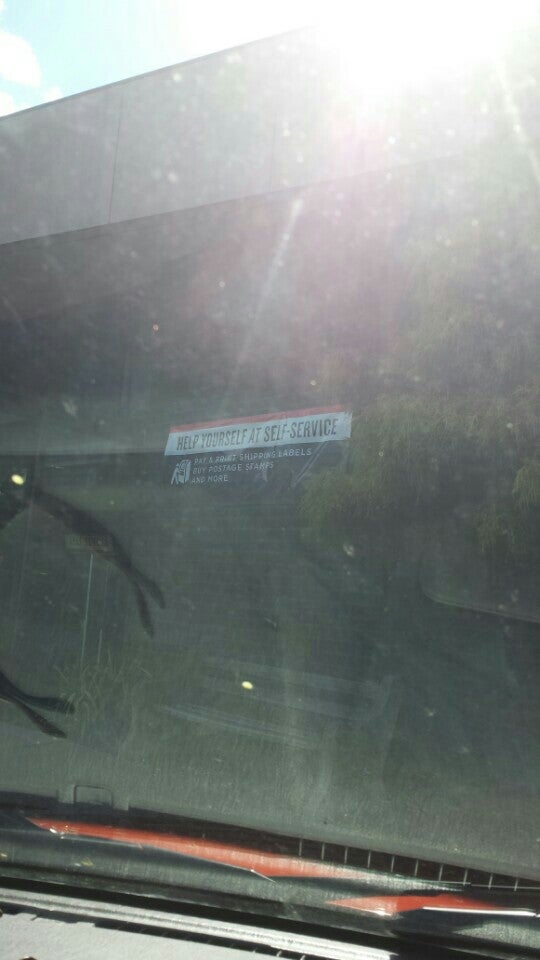 HELP YOURSELF AT SELF-SERVICE
PAY & PRINT SHIPPING LABELS
BUY POSTAGE STAMPS
AND MORE